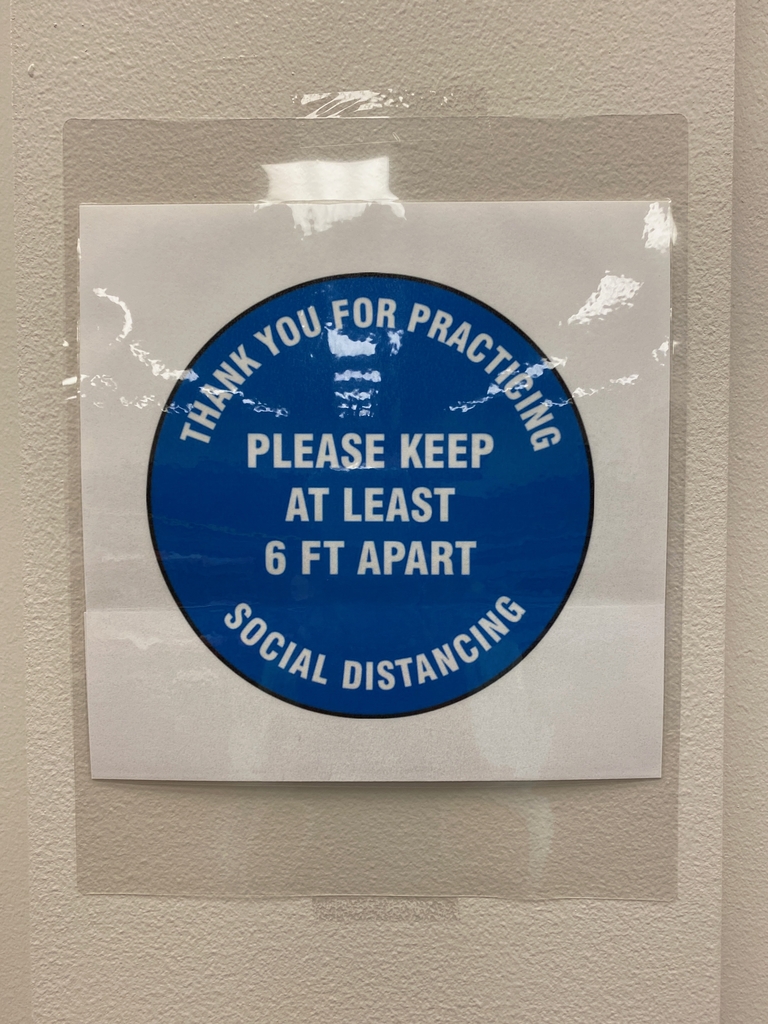 THANK YOU FOR PRACTICING
PLEASE KEEP
AT LEAST
6 FT APART
SOCIAL DISTANCING